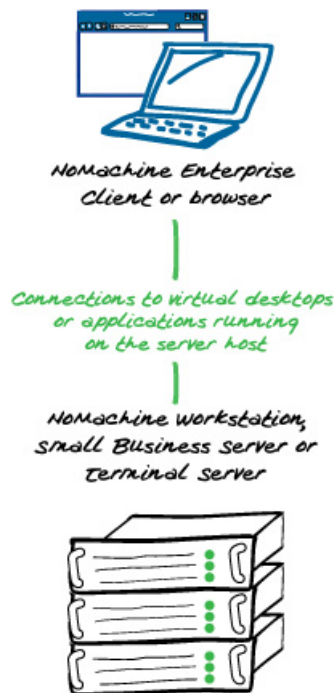 NoMachine Enterprise
Client or browser
Connections to virtual desktops
or applications running
on the server host
NoMachine Workstation,
Small Business Server or
Terminal Server